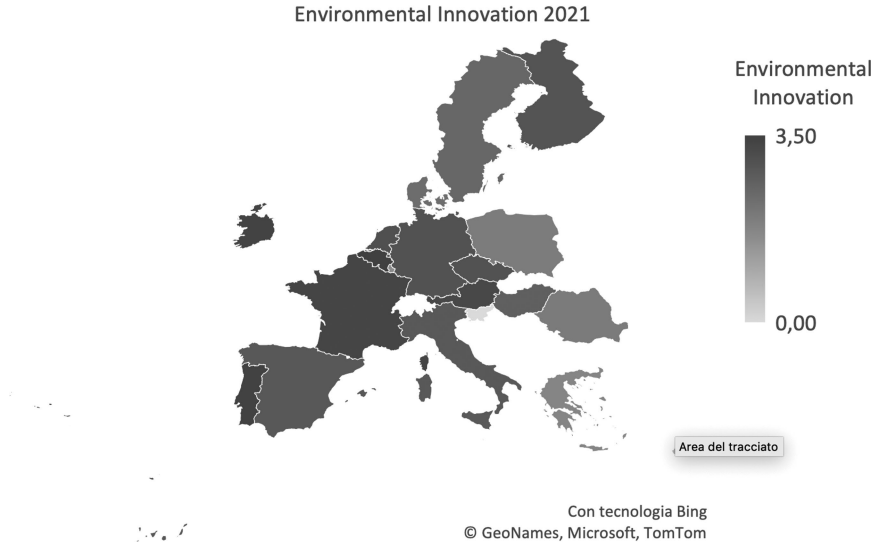 Environmental Innovation 2021
Environmental
Innovation
3,50
0,00
Area del tracciato
Con tecnologia Bing
© GeoNames, Microsoft, TomTom